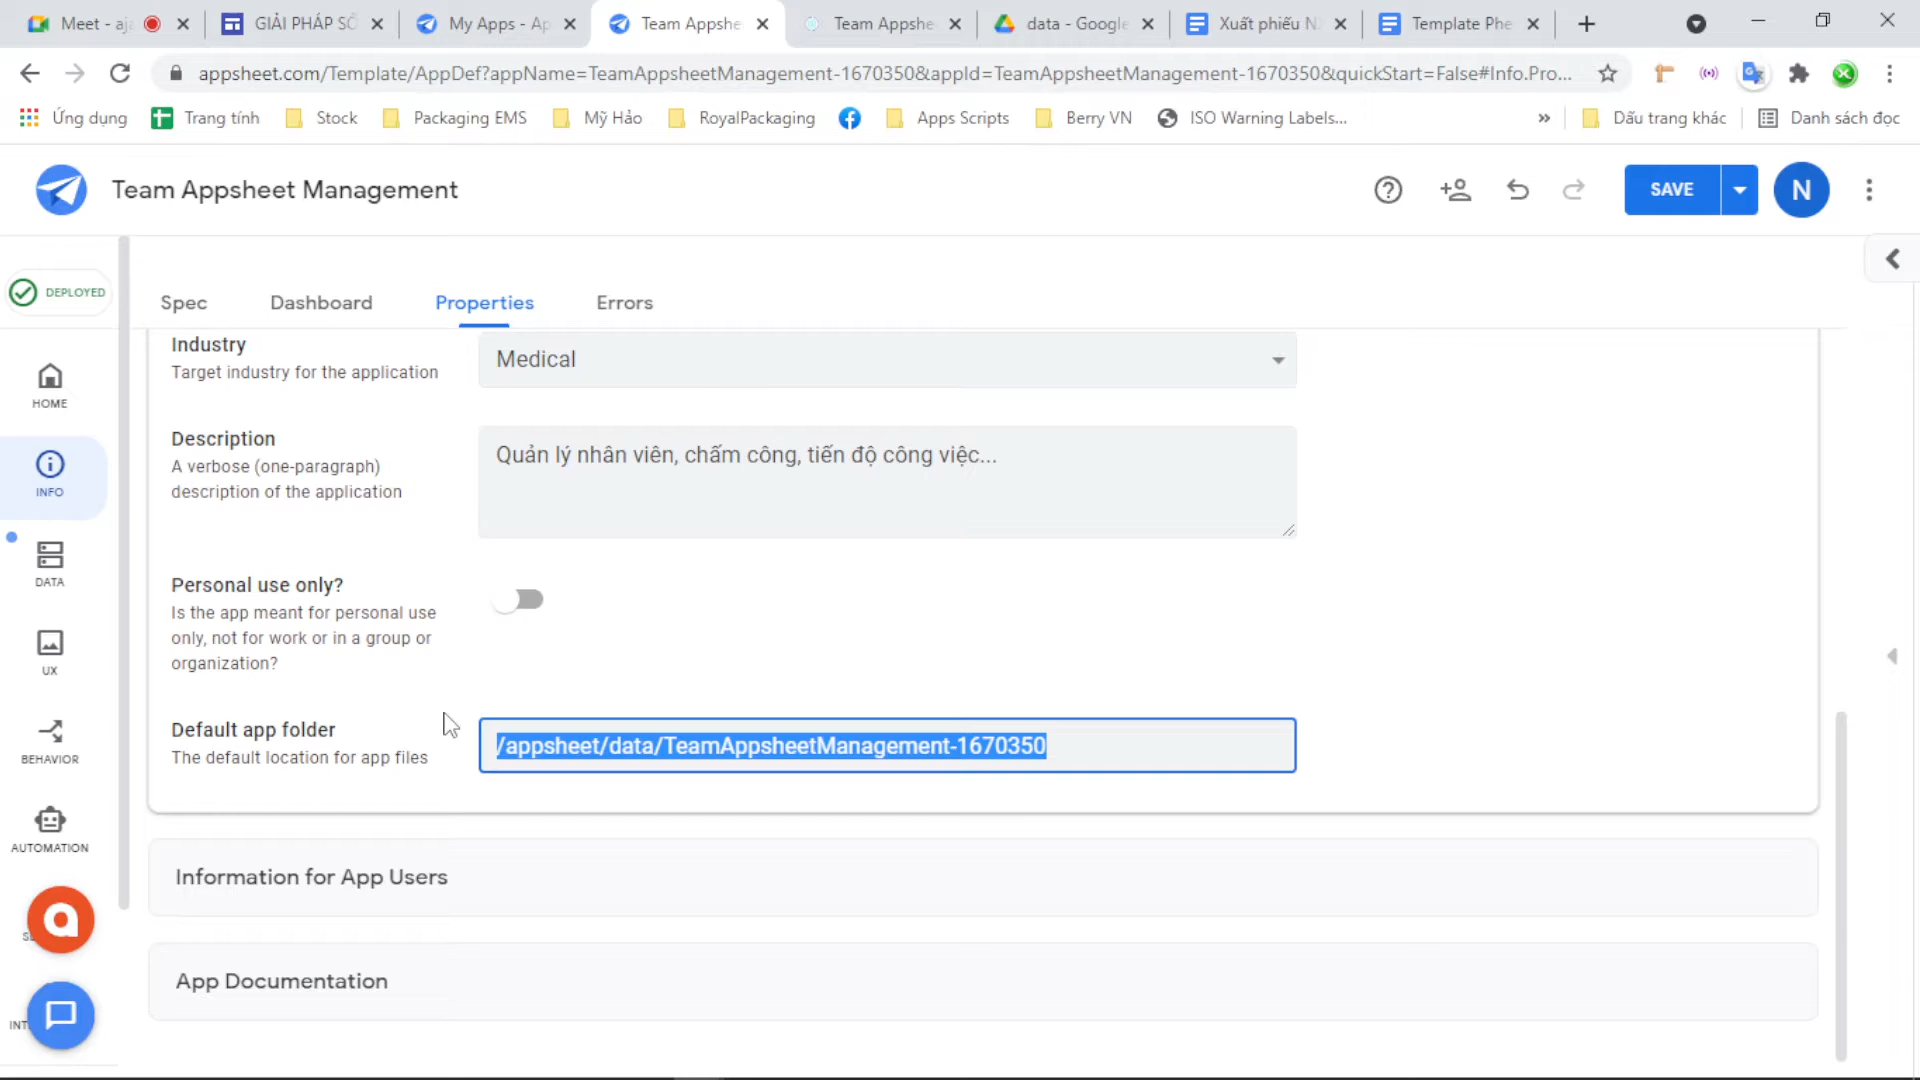 Meet - aja
GIẢI PHÁP SỐ
My Apps - Ap
Team Appshe
Team Appshe
data - Google
Xuất phiếu N
Template Phe
appsheet.com/Template/AppDef?appName=TeamAppsheetManagement-1670350&appId=TeamAppsheetManagement-1670350&quickStart=False#Info.Pro...
Ứng dụng
Trang tính
Stock
Packaging EMS
Mỹ Hảo
RoyalPackaging
Apps Scripts
Berry VN
ISO Warning Labels...
»
Dấu trang khác
Danh sách đọc
Team Appsheet Management
SAVE
N
DEPLOYED
Spec
Dashboard
Properties
Errors
HOME
INFO
DATA
UX
BEHAVIOR
AUTOMATION
INT
Industry
Target industry for the application
Medical
Description
A verbose (one-paragraph)
description of the application
Quản lý nhân viên, chấm công, tiến độ công việc...
Personal use only?
Is the app meant for personal use
only, not for work or in a group or
organization?
Default app folder
The default location for app files
/appsheet/data/TeamAppsheetManagement-1670350
Information for App Users
App Documentation